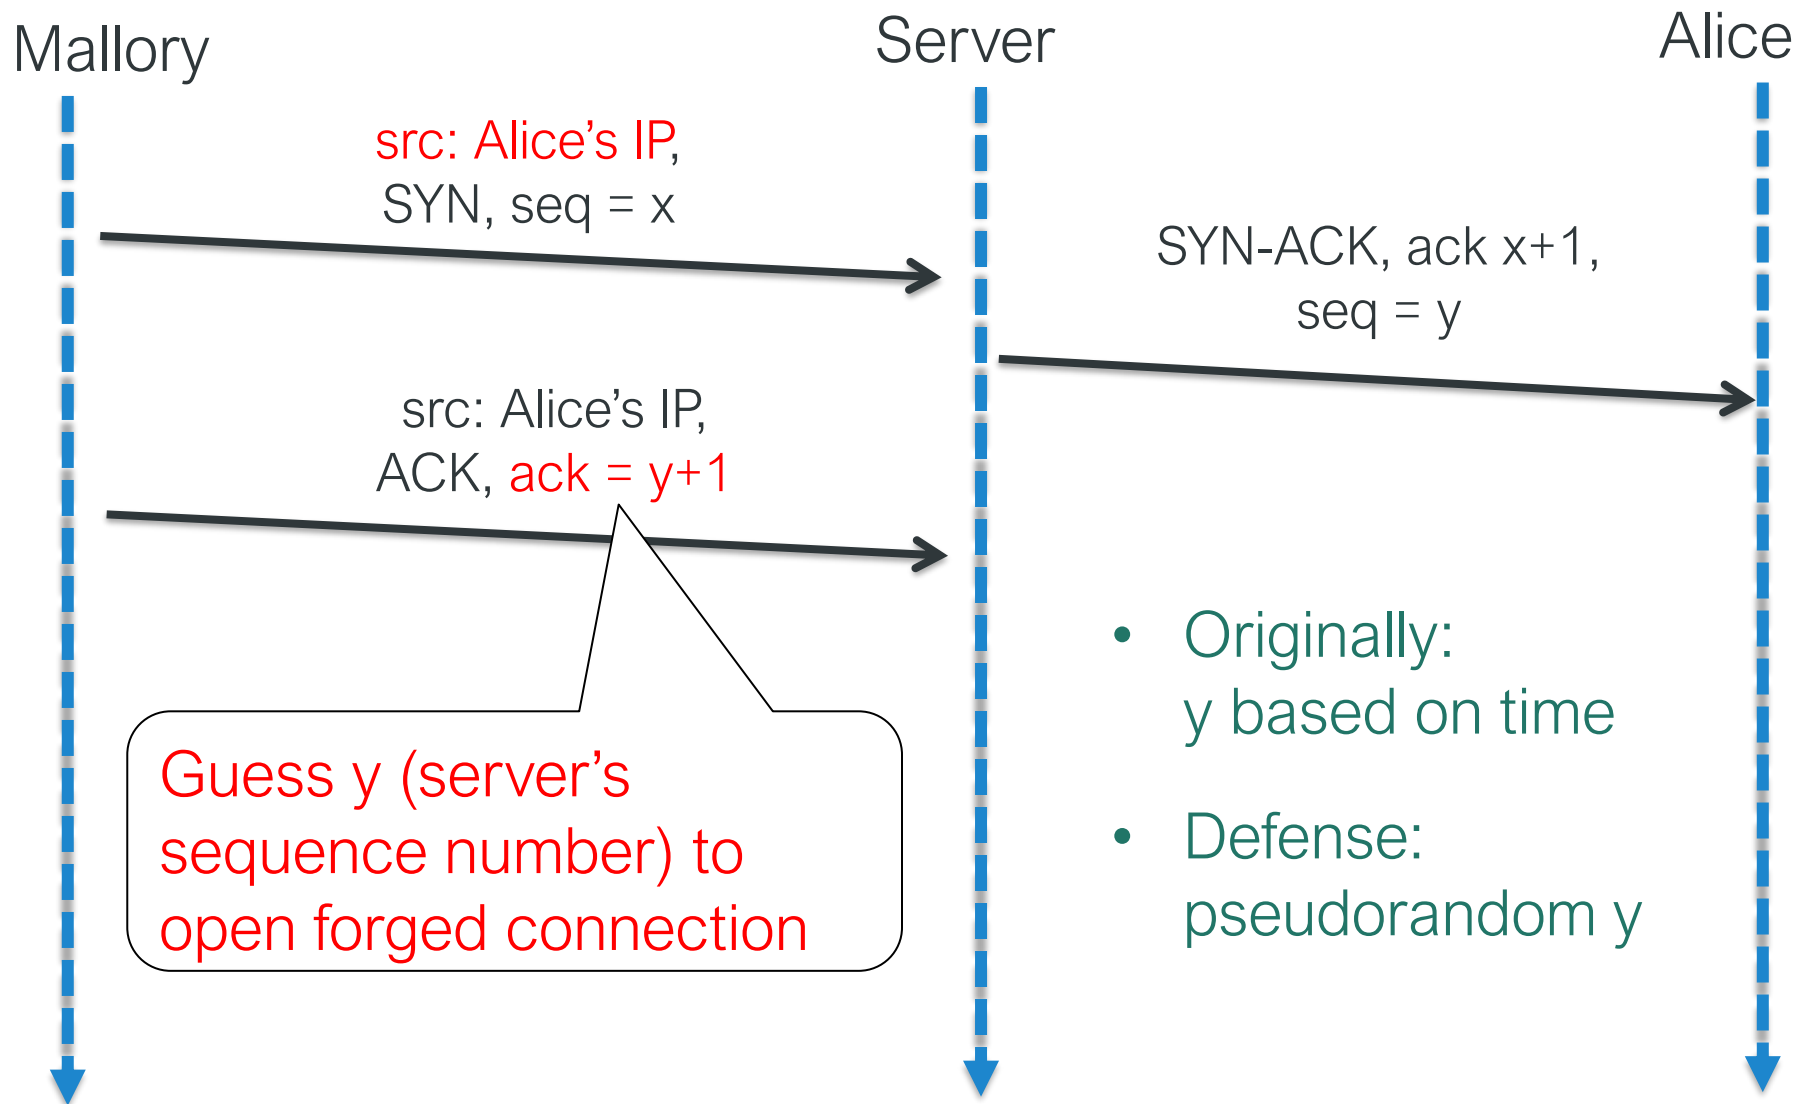 Mallory
Server
Alice
src: Alice’s IP,
SYN, seq = x
SYN-ACK, ack x+1,
seq = y
src: Alice’s IP,
ACK, ack = y+1
Guess y (server’s
sequence number) to
open forged connection
• Originally:
y based on time
• Defense:
pseudorandom y